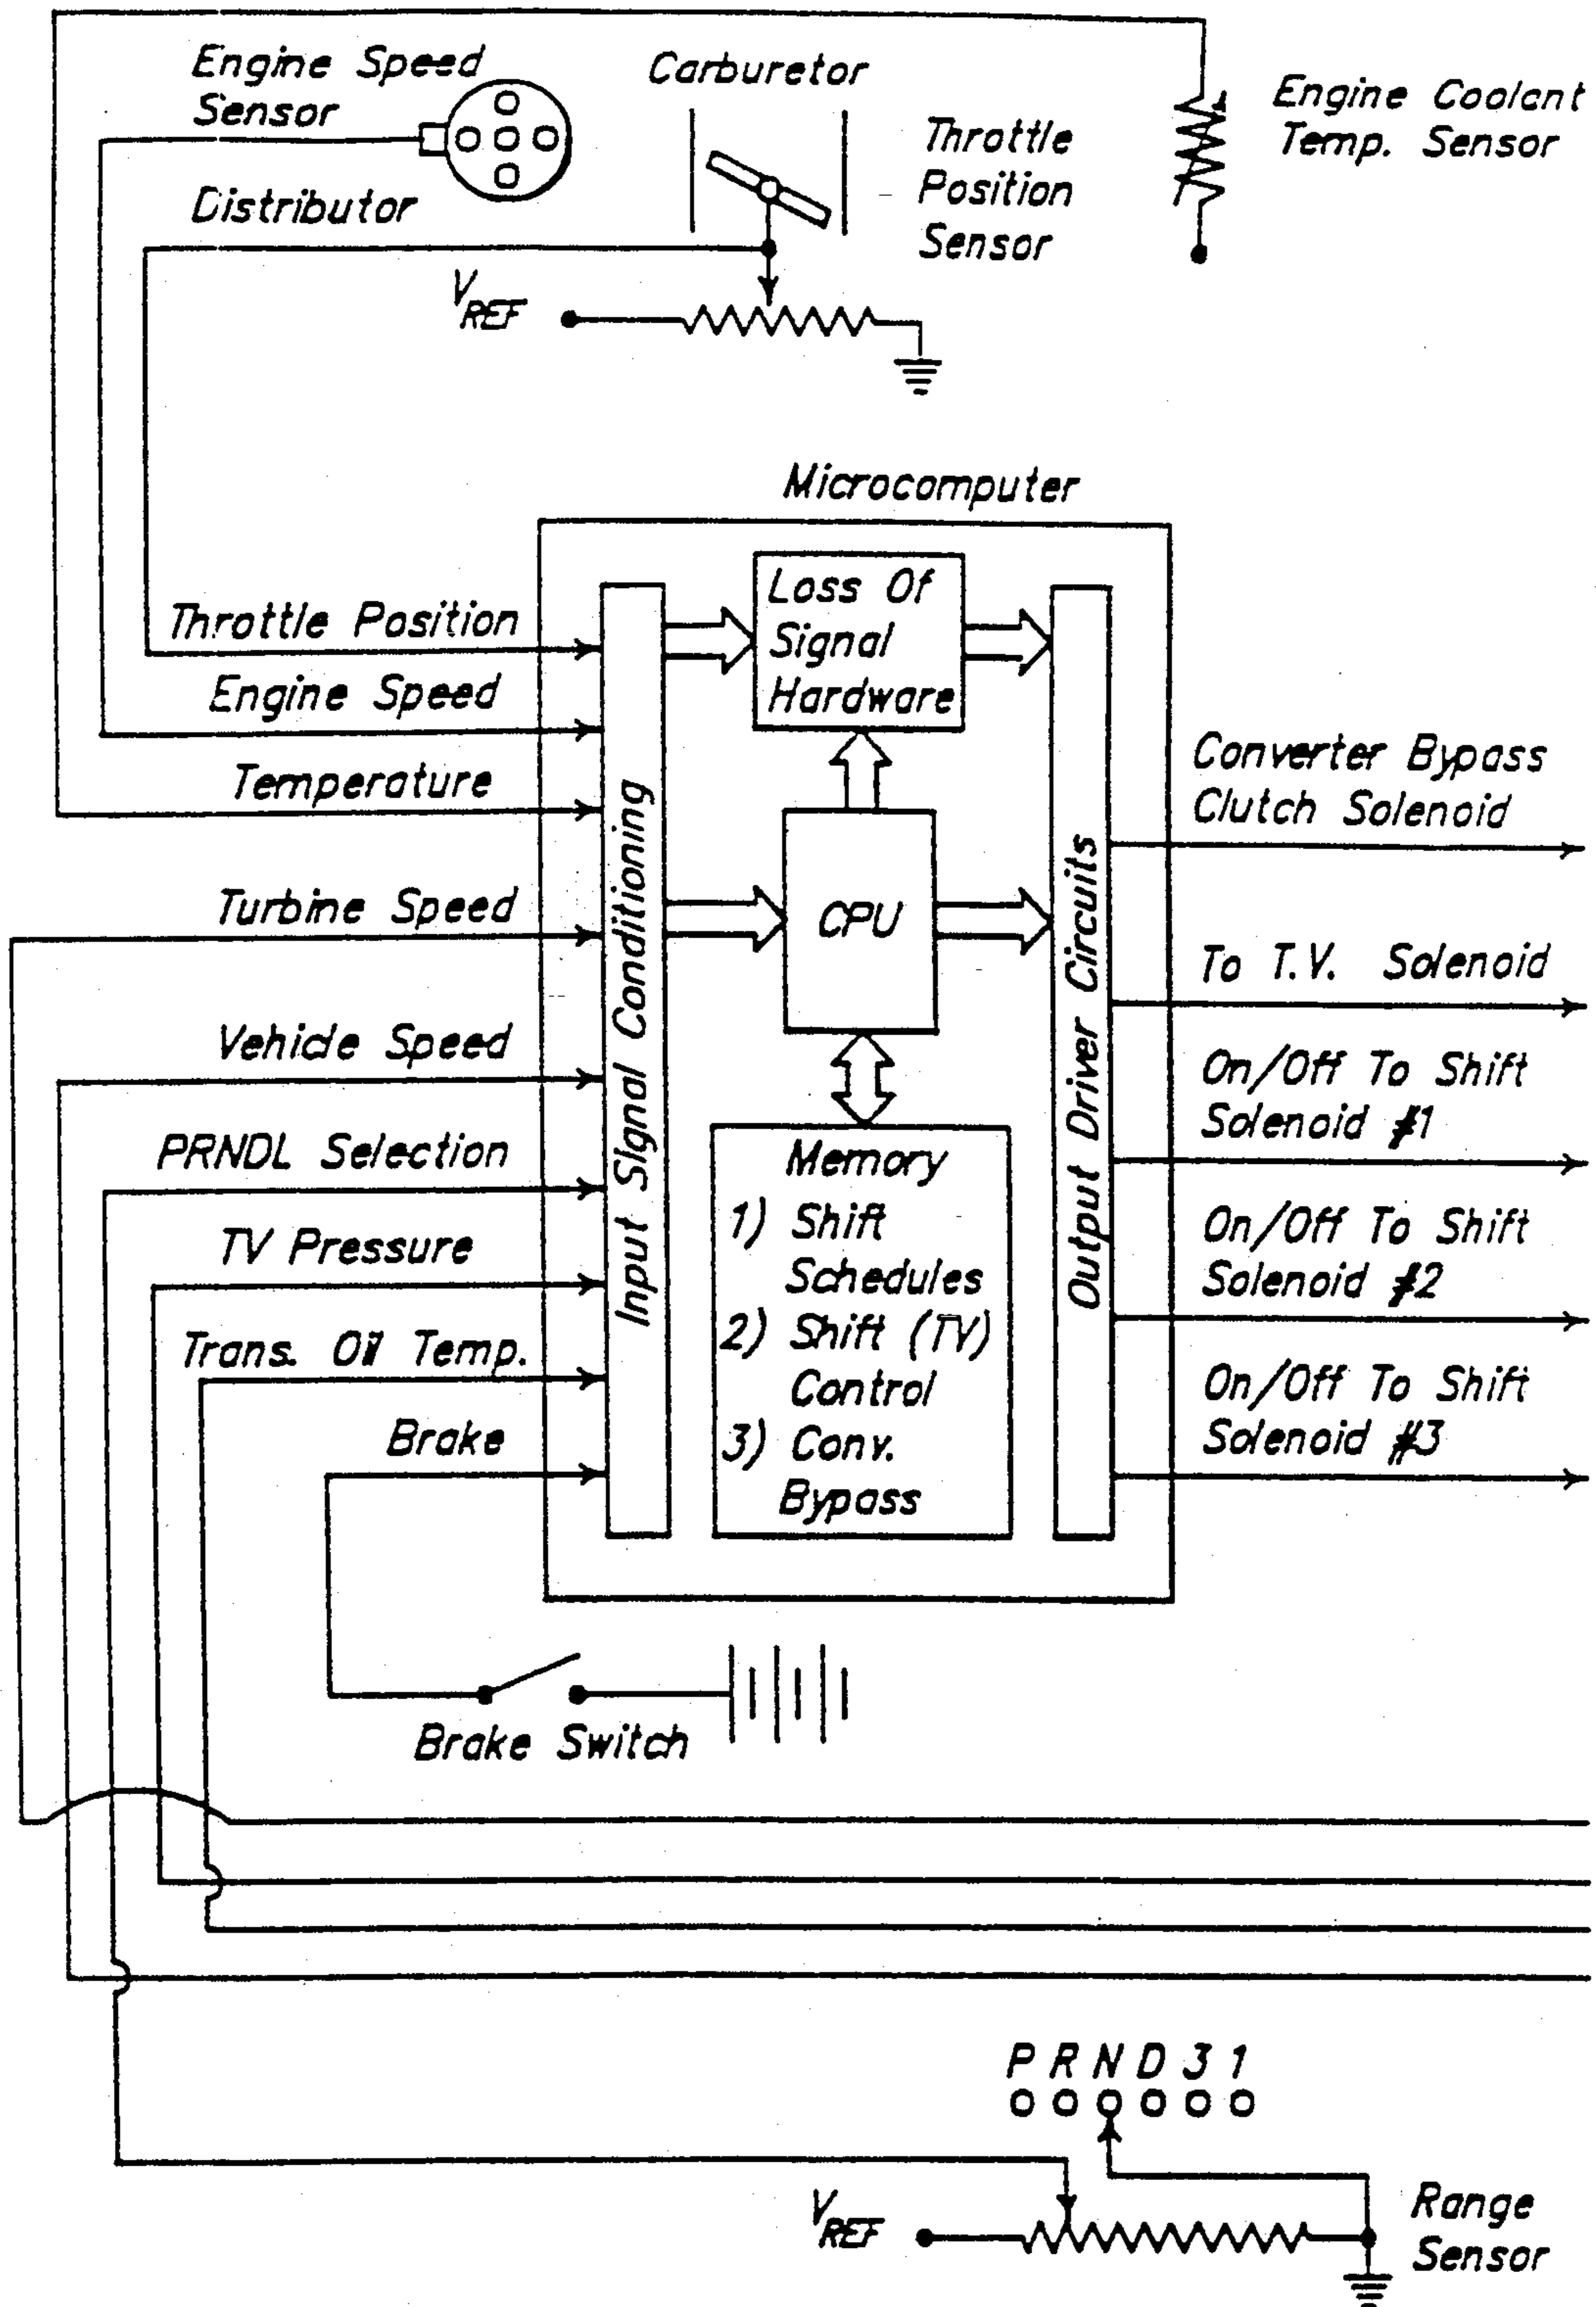 Engine Speed
Sensor
Carburetor
Engine Coolant
Temp. Sensor
Throttle
Position
Sensor
Distributor
VREF
Microcomputer
Loss Of
Signal
Hardware
Throttle Position
Engine Speed
Temperature
Turbine Speed
Vehicle Speed
PRNDL Selection
TV Pressure
Trans. Oil Temp.
Brake
Input Signal Conditioning
CPU
Memory
1) Shift
Schedules
2) Shift (TV)
Control
3) Conv.
Bypass
Output Driver Circuits
Converter Bypass
Clutch Solenoid
To T.V. Solenoid
On/Off To Shift
Solenoid #1
On/Off To Shift
Solenoid #2
On/Off To Shift
Solenoid #3
Brake Switch
P R N D 3 1
VREF
Range
Sensor